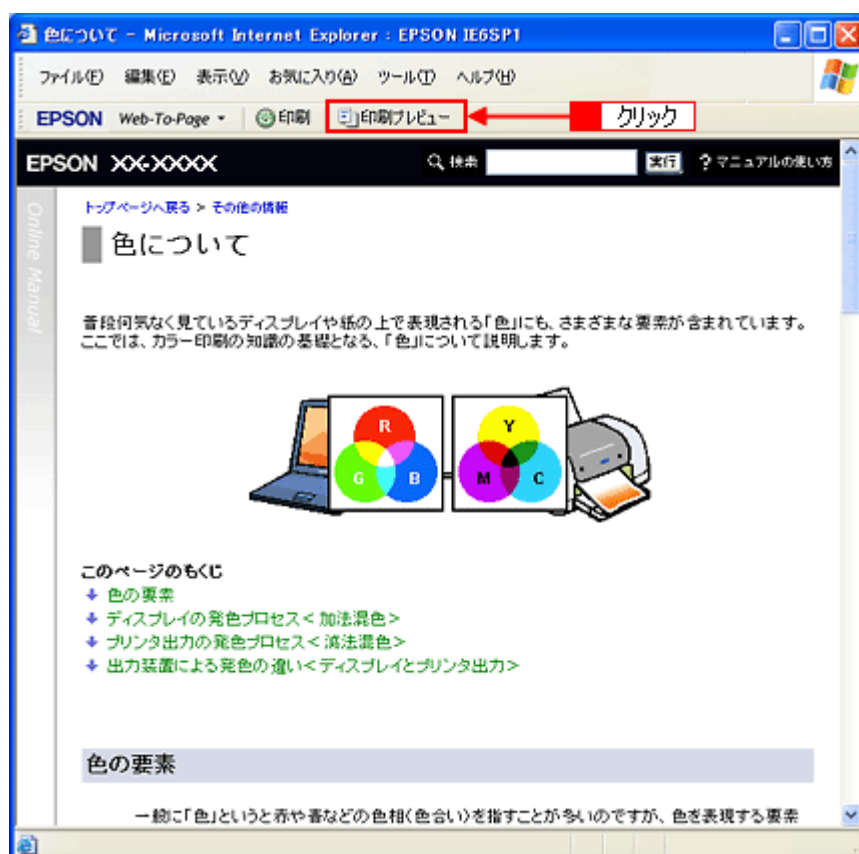 色について - Microsoft Internet Explorer : EPSON IE6SP1
ファイル(F) 編集(E) 表示(V) お気に入り(A) ツール(T) ヘルプ(H)
EPSON Web-To-Page 印刷 印刷プレビュー クリック
EPSON XX-XXXX 検索 実行 ? マニュアルの使い方
Online Manual
トップページへ戻る > その他の情報
色について
普段何気なく見ているディスプレイや紙の上で表現される「色」にも、さまざまな要素が含まれています。
ここでは、カラー印刷の知識の基礎となる、「色」について説明します。
R Y
G B = M C
このページのもくじ
色の要素
ディスプレイの発色プロセス<加法混色>
プリンタ出力の発色プロセス<減法混色>
出力装置による発色の違い<ディスプレイとプリンタ出力>
色の要素
一般に「色」というと赤や青などの色相(色合い)を指すことが多いのですが、色を表現する要素